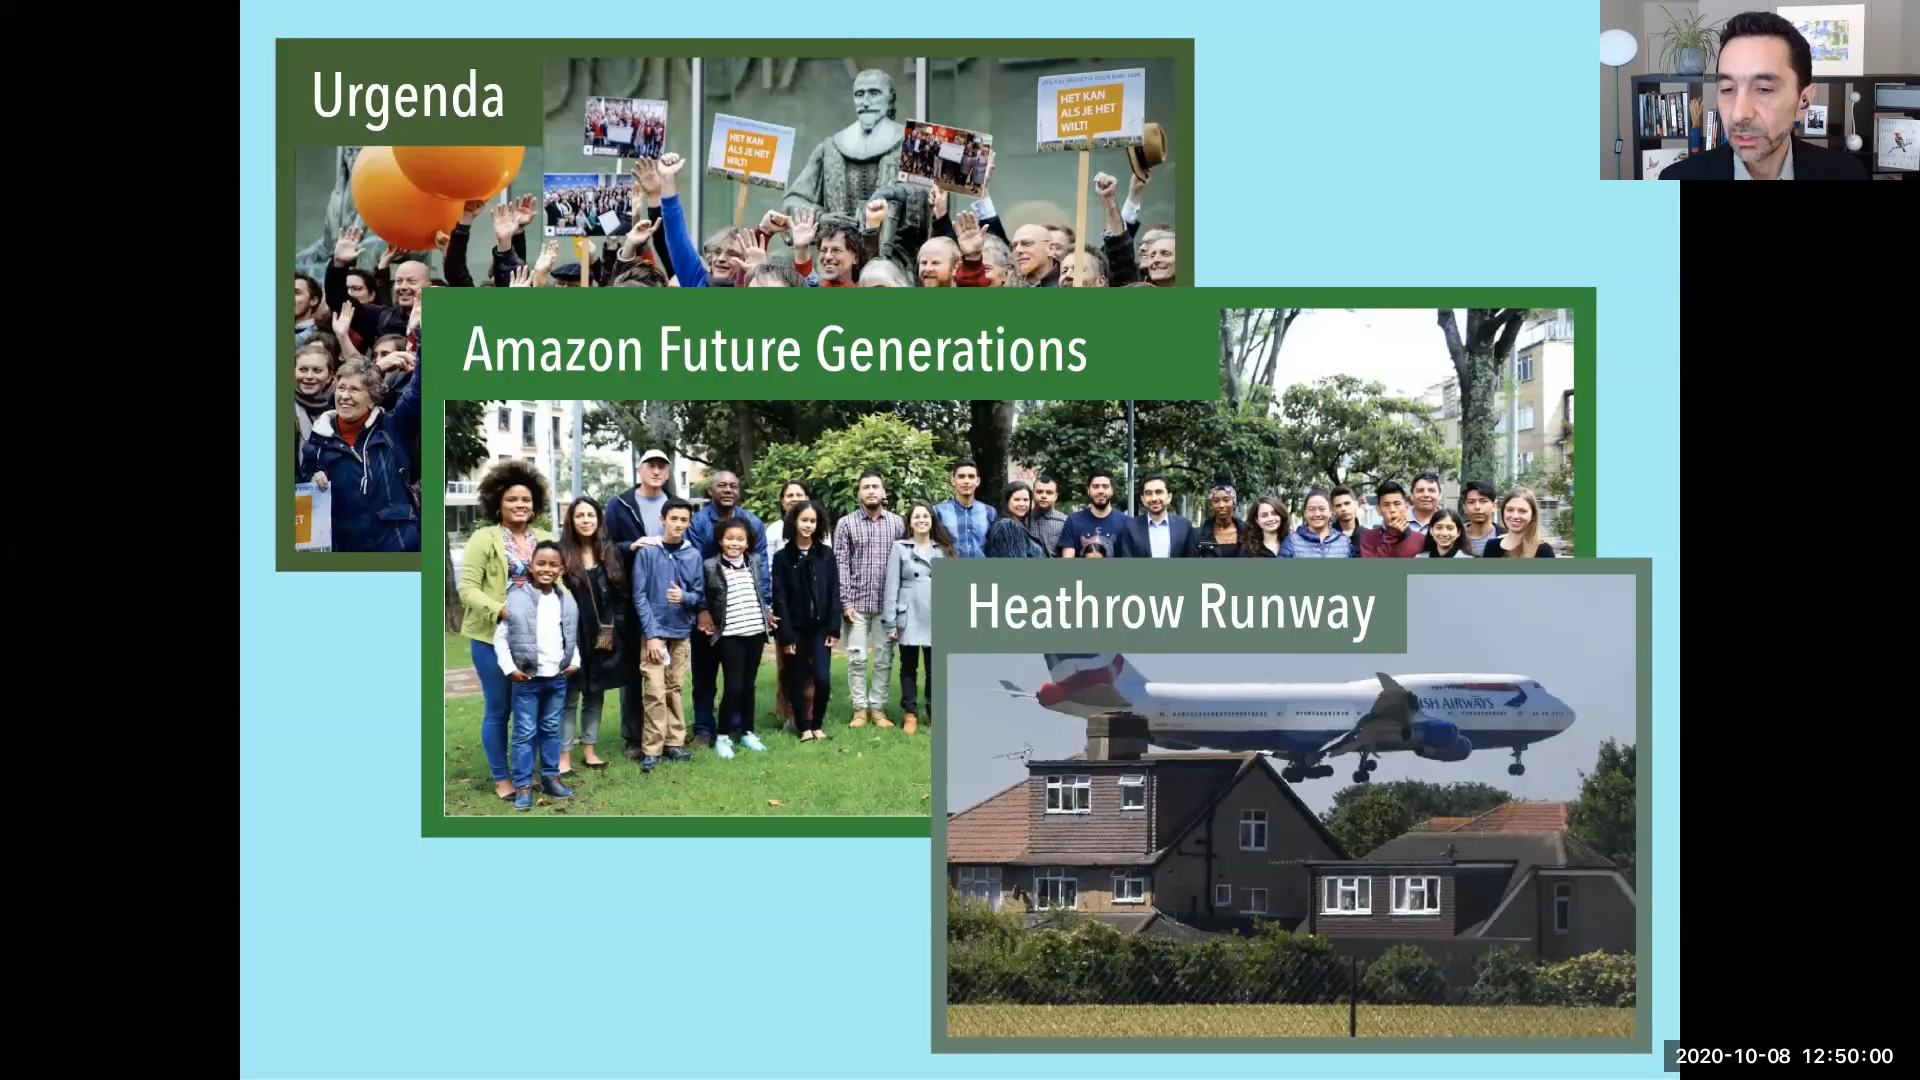 Urgenda
HET KAN
ALS JE HET
WILT!
HET KAN
ALS JE HET
WILT!
ET
Amazon Future Generations
Heathrow Runway
ISH AIRWAYS
2020-10-08 12:50:00